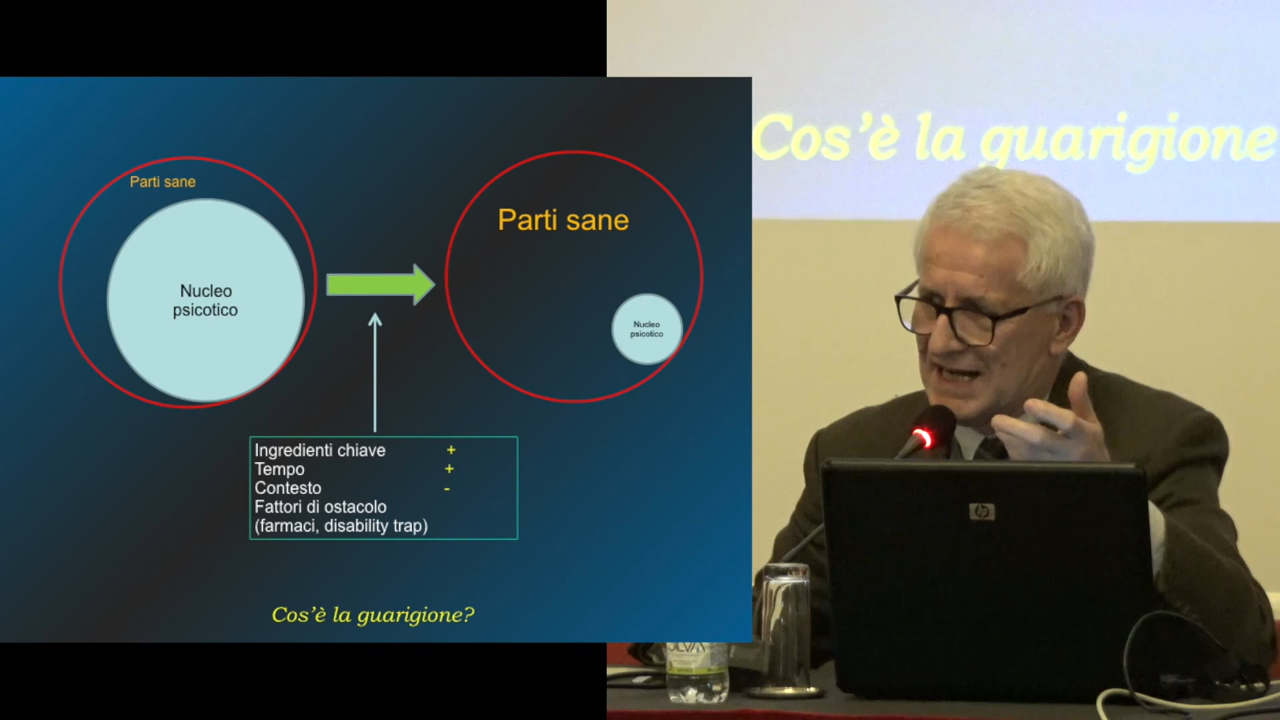 Parti sane
Nucleo
psicotico
Parti sane
Nucleo
psicotico
Ingredienti chiave +
Tempo +
Contesto -
Fattori di ostacolo
(farmaci, disability trap)
Cos'è la guarigione?
Cos'è la guarigione
hp